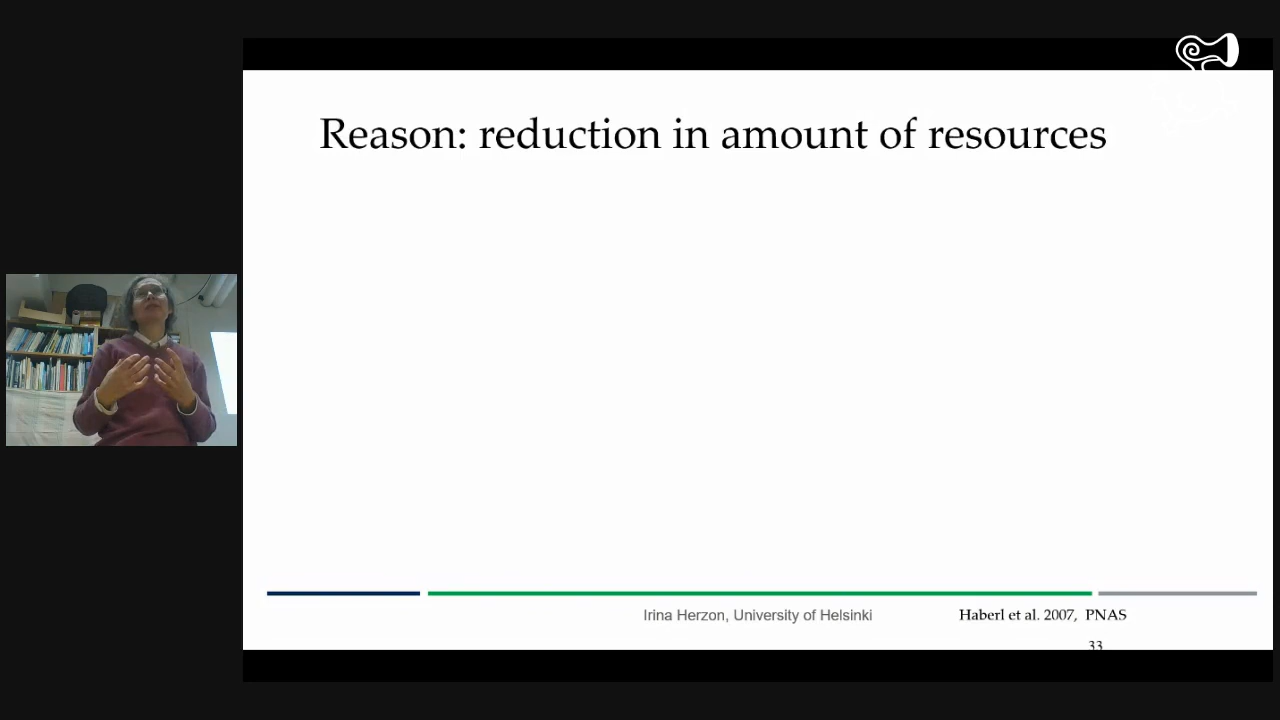 Reason: reduction in amount of resources
Irina Herzon, University of Helsinki
Haberl et al. 2007, PNAS
33